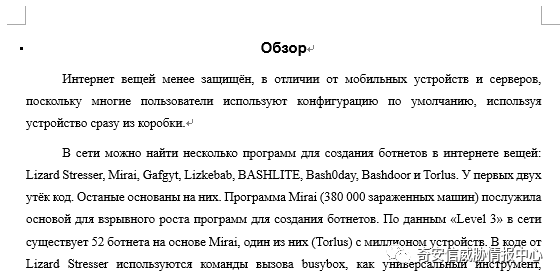 Обзор
Интернет вещей менее защищён, в отличии от мобильных устройств и серверов,
поскольку многие пользователи используют конфигурацию по умолчанию, используя
устройство сразу из коробки.
В сети можно найти несколько программ для создания ботнетов в интернете вещей:
Lizard Stresser, Mirai, Gafgyt, Lizkebab, BASHLITE, Bash0day, Bashdoor и Torlus. У первых двух
утёк код. Останые основаны на них. Программа Mirai (380 000 зараженных машин) послужила
основой для взрывного роста программ для создания ботнетов. По данным «Level 3» в сети
существует 52 ботнета на основе Mirai, один из них (Torlus) с миллионом устройств. В коде от
Lizard Stresser используются команды вызова busybox, как универсальный инструмент,
奇安信威胁情报中心